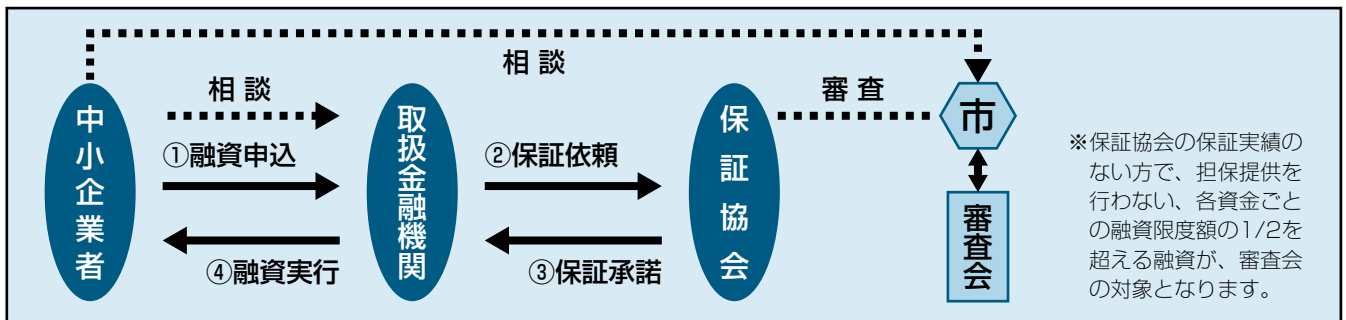 相 談
相 談
審 査
中小企業者
①融資申込
④融資実行
取扱金融機関
②保証依頼
③保証承諾
保証協会
市
審査会
※保証協会の保証実績の
ない方で、担保提供を
行わない、各資金ごと
の融資限度額の1/2を
超える融資が、審査会
の対象となります。